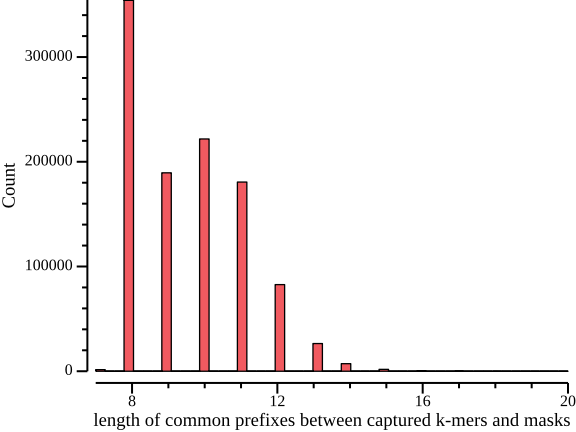 300000
200000
100000
0
Count
8 12 16 20
length of common prefixes between captured k-mers and masks